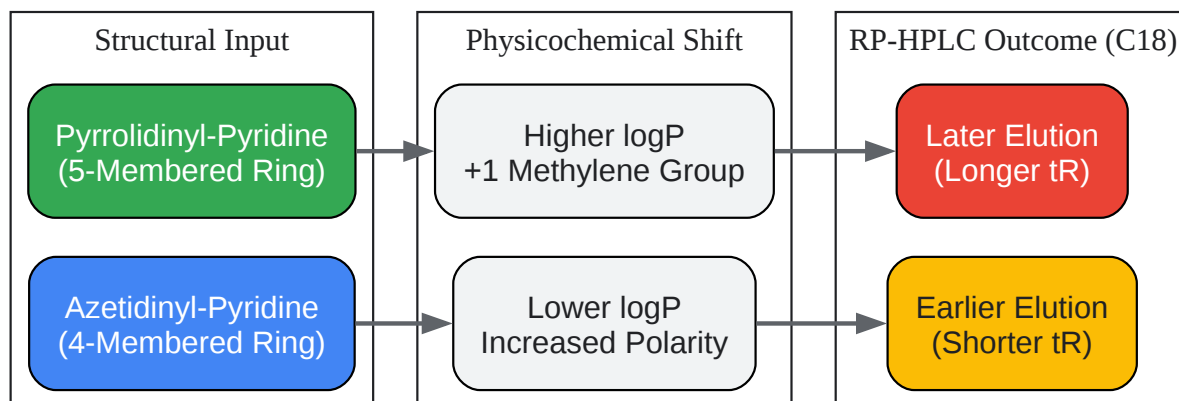 Structural Input
Pyrrolidinyl-Pyridine
(5-Membered Ring)
Azetidinyl-Pyridine
(4-Membered Ring)
Physicochemical Shift
Higher logP
+1 Methylene Group
Lower logP
Increased Polarity
RP-HPLC Outcome (C18)
Later Elution
(Longer tR)
Earlier Elution
(Shorter tR)